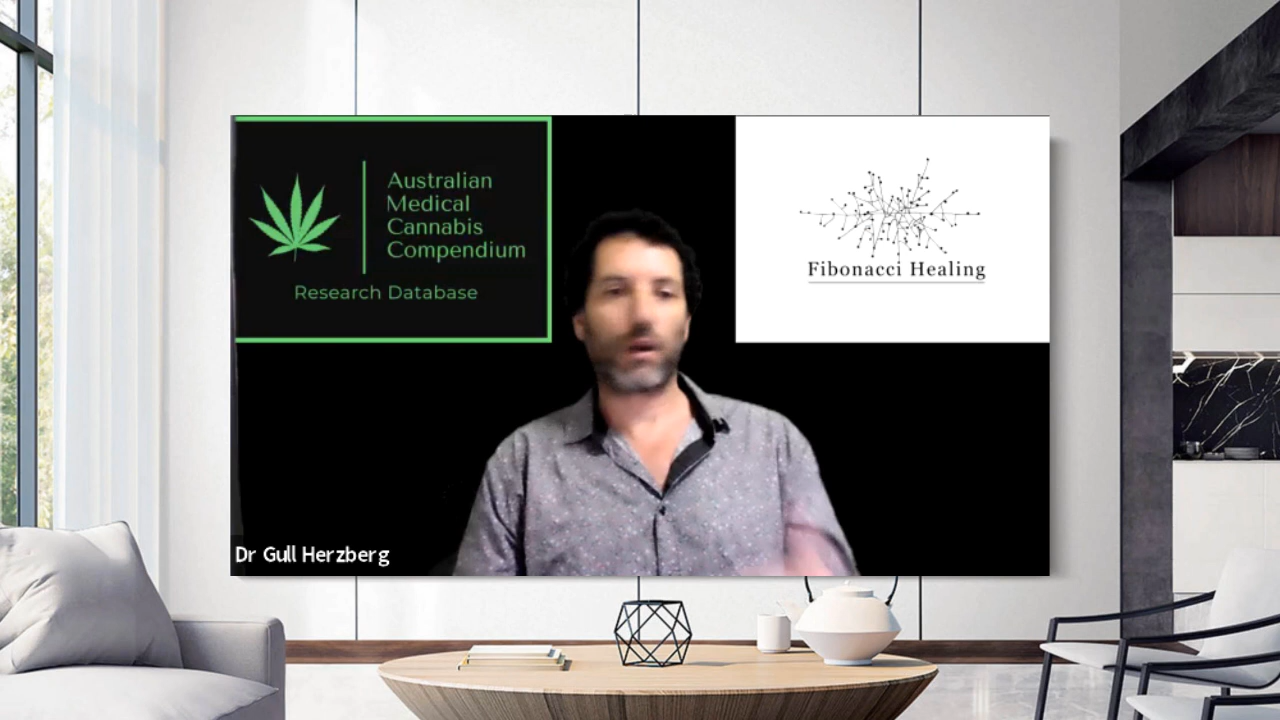 Australian
Medical
Cannabis
Compendium
Research Database
Fibonacci Healing
Dr Gull Herzberg